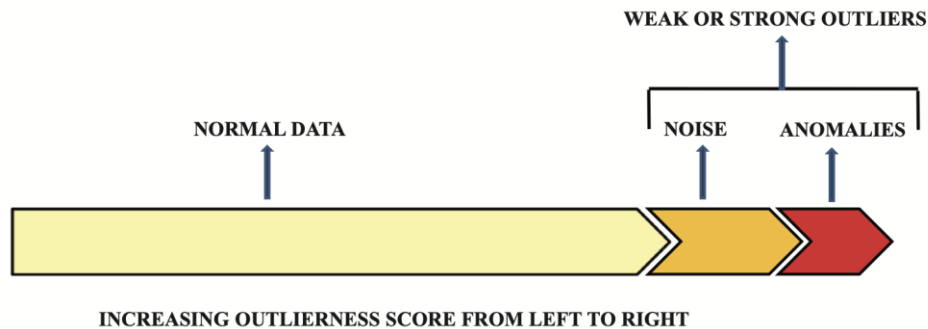 WEAK OR STRONG OUTLIERS
NORMAL DATA
NOISE
ANOMALIES
INCREASING OUTLIERNESS SCORE FROM LEFT TO RIGHT